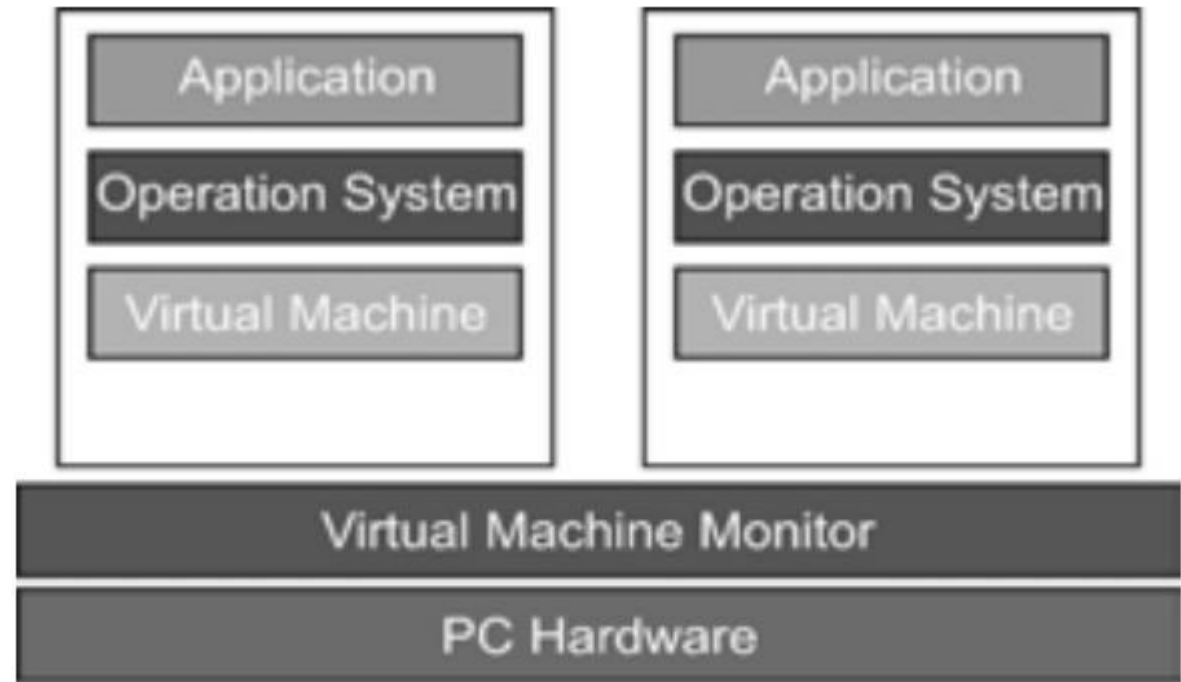 Application
Operation System
Virtual Machine
Application
Operation System
Virtual Machine
Virtual Machine Monitor
PC Hardware